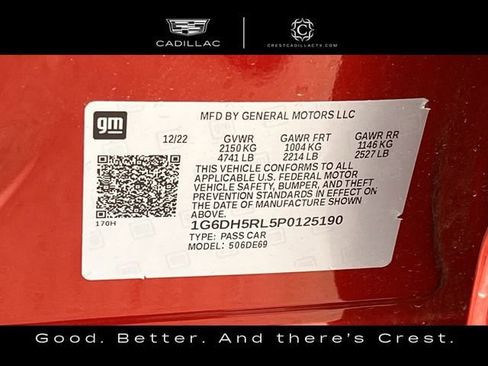 CADILLAC
CRESTCADILLACTX.COM
gm
MFD BY GENERAL MOTORS LLC
12/22 GVWR GAWR FRT GAWR RR
2150 KG 1004 KG 1146 KG
4741 LB 2214 LB 2527 LB
THIS VEHICLE CONFORMS TO ALL
APPLICABLE U.S. FEDERAL MOTOR
VEHICLE SAFETY, BUMPER, AND THEFT
PREVENTION STANDARDS IN EFFECT ON
THE DATE OF MANUFACTURE SHOWN
ABOVE.
170H
1G6DH5RL5P0125190
TYPE: PASS CAR
MODEL: 506DE69
Good. Better. And there's Crest.